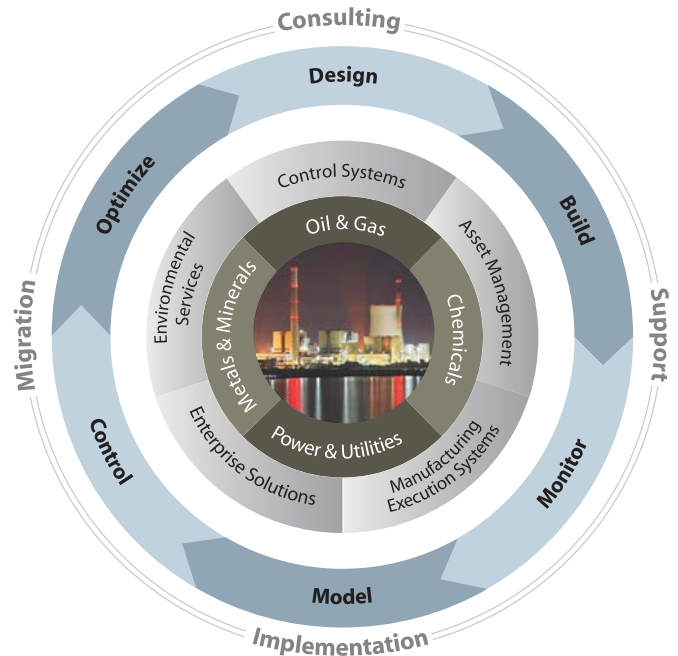 Consulting
Design
Build
Support
Monitor
Model
Implementation
Control
Migration
Optimize
Control Systems
Asset Management
Manufacturing
Execution Systems
Enterprise Solutions
Environmental
Services
Oil & Gas
Chemicals
Power & Utilities
Metals & Minerals